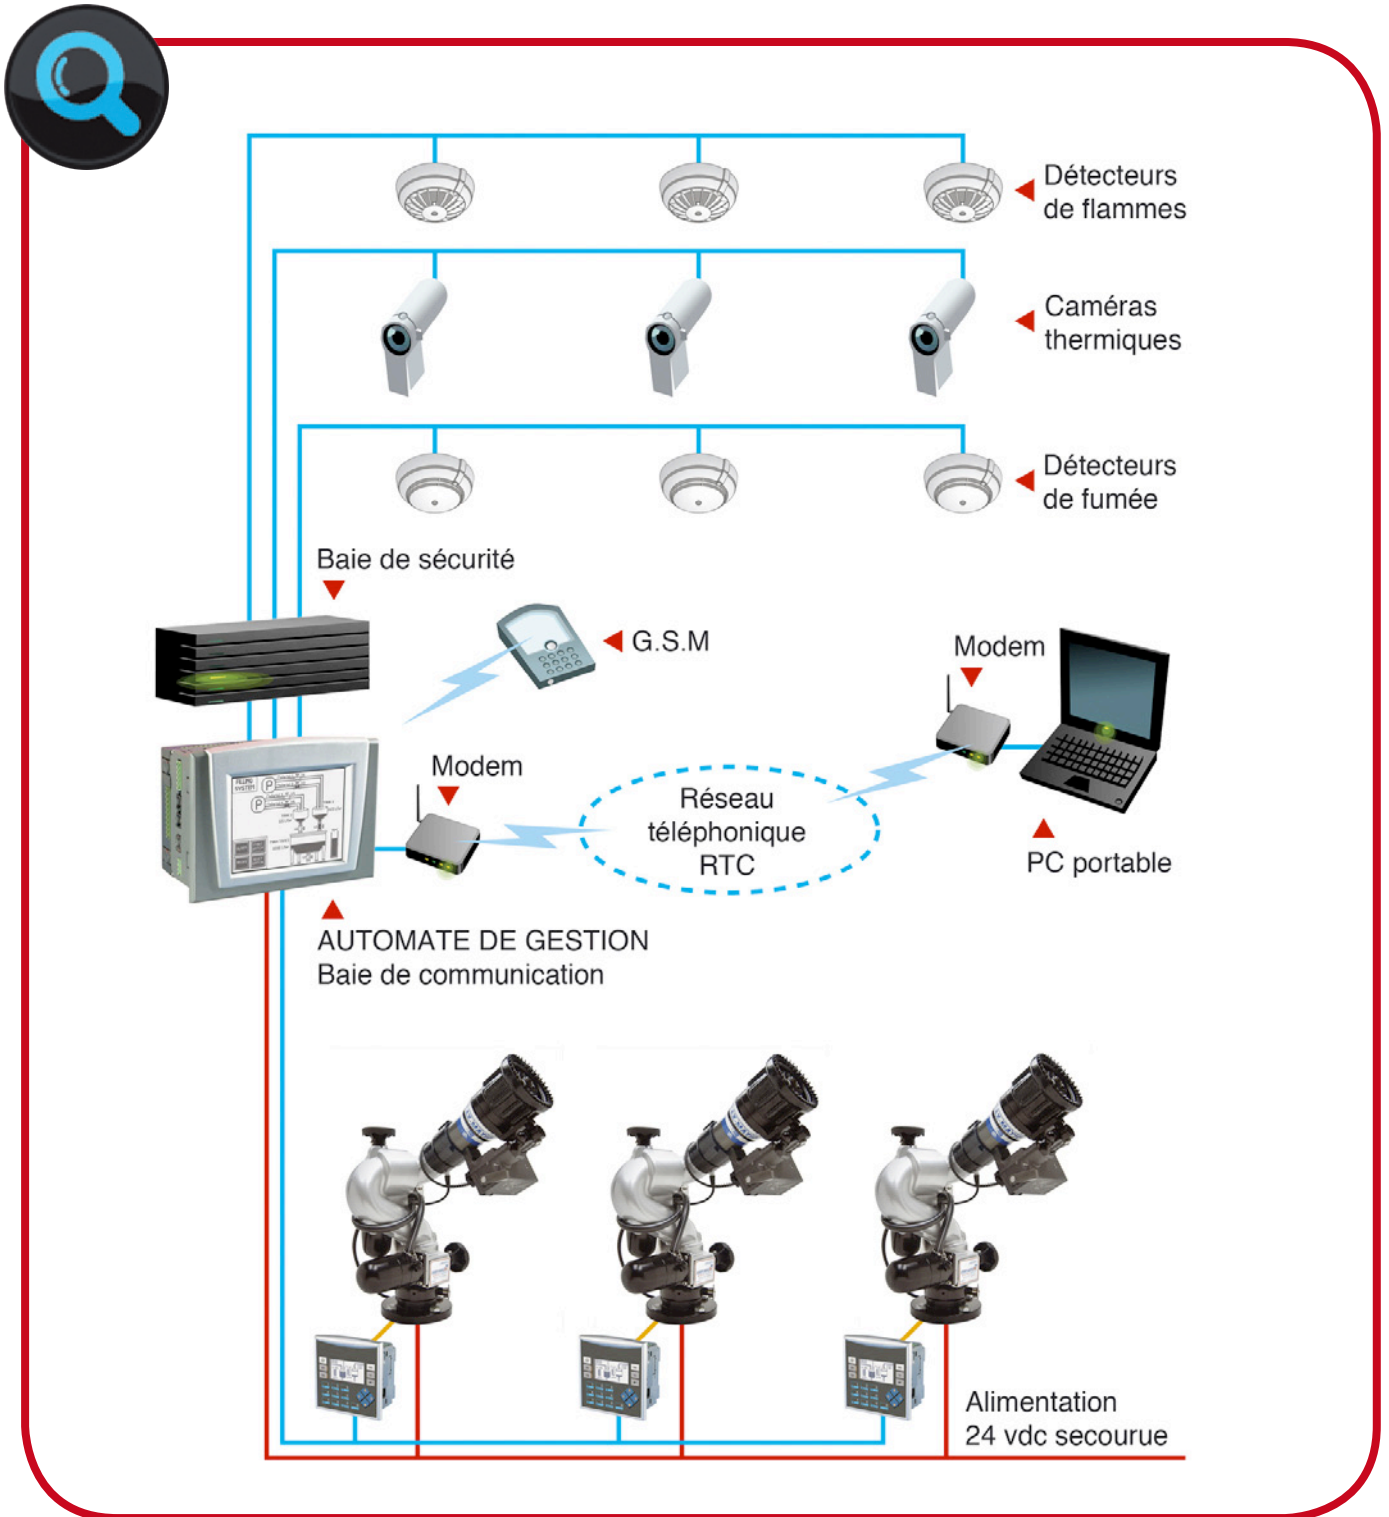 Détecteurs
de flammes
Caméras
thermiques
Détecteurs
de fumée
Baie de sécurité
G.S.M
Modem
Modem
Réseau
téléphonique
RTC
PC portable
AUTOMATE DE GESTION
Baie de communication
Alimentation
24 vdc secourue